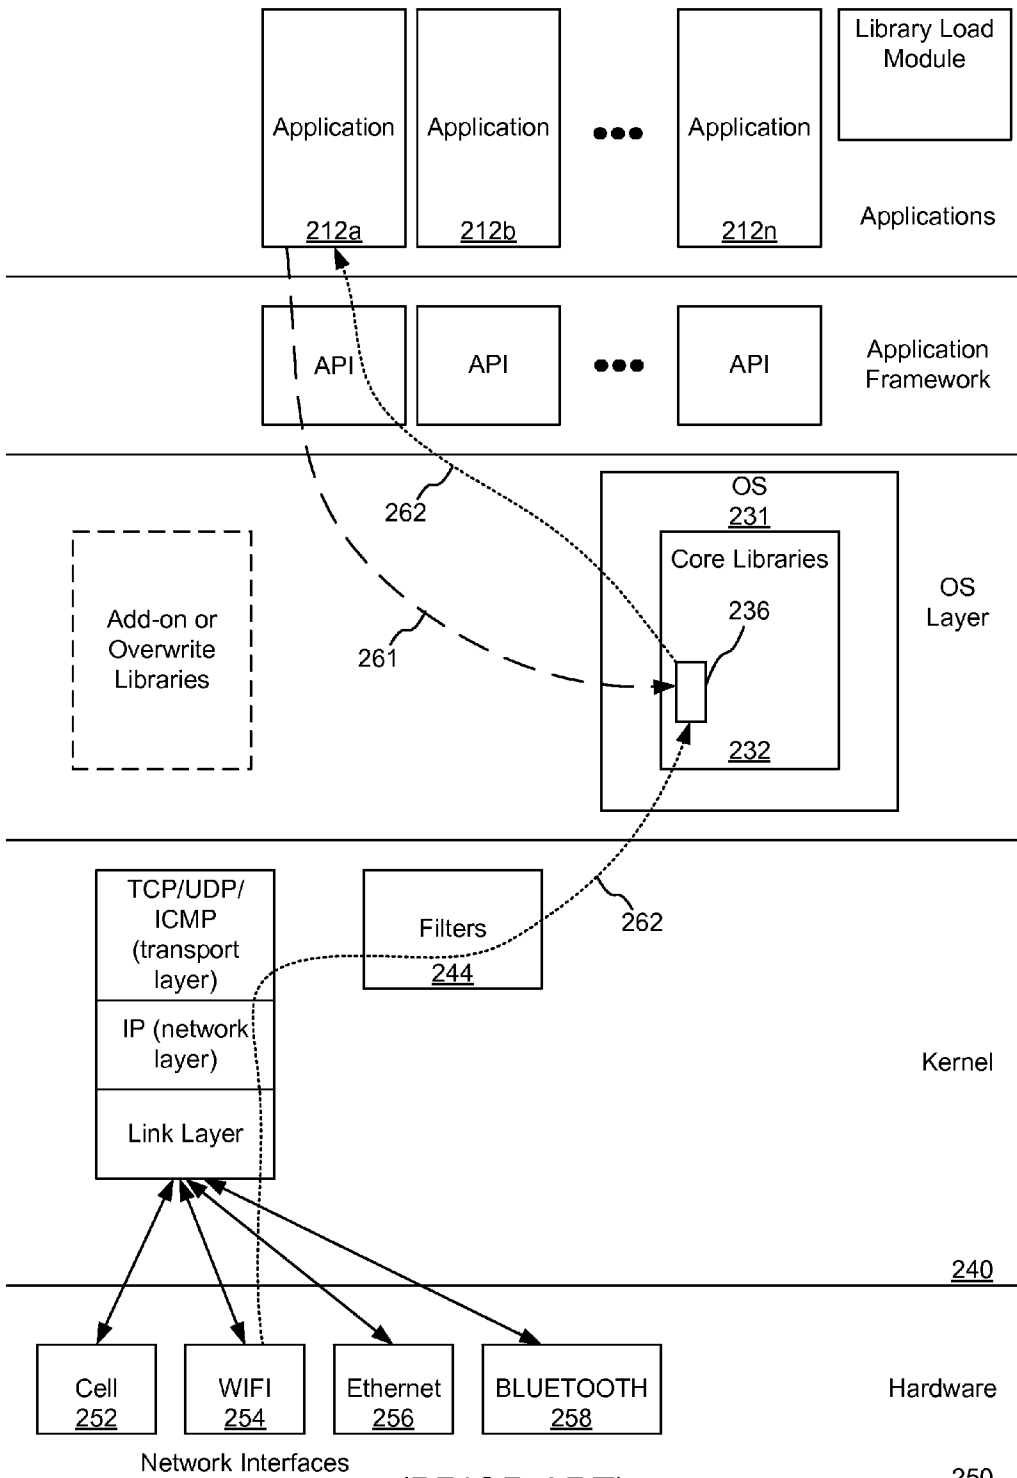 Library Load
Module
Application
Application
Application
212a
212b
212n
Applications
API
API
API
Application
Framework
262
OS
231
Core Libraries
236
OS
Layer
Add-on or
Overwrite
Libraries
261
232
TCP/UDP/
ICMP
(transport
layer)
Filters
244
262
IP (network
layer)
Kernel
Link Layer
240
Cell
252
WIFI
254
Ethernet
256
BLUETOOTH
258
Hardware
Network Interfaces